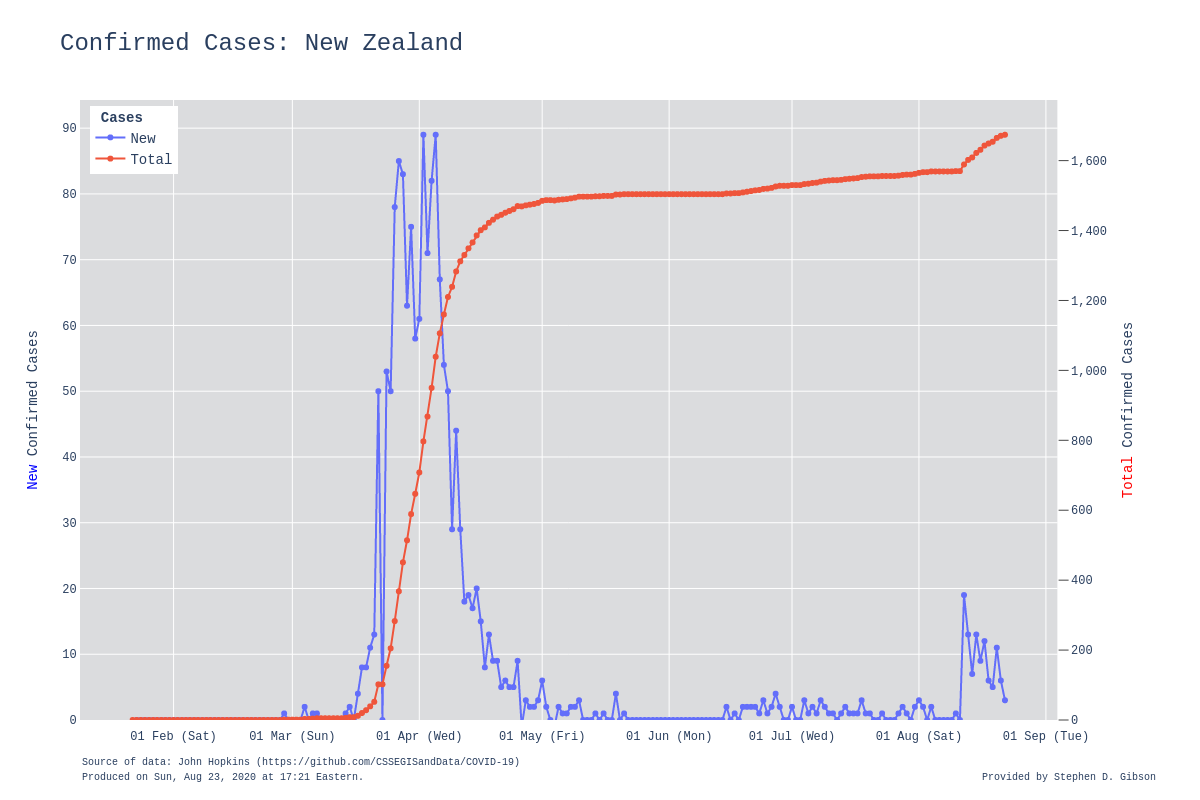 Confirmed Cases: New Zealand
Cases
New
Total
90
80
70
60
50
40
30
20
10
0
1,600
1,400
1,200
1,000
800
600
400
200
0
New Confirmed Cases
Total Confirmed Cases
01 Feb (Sat)
01 Mar (Sun)
01 Apr (Wed)
01 May (Fri)
01 Jun (Mon)
01 Jul (Wed)
01 Aug (Sat)
01 Sep (Tue)
Source of data: John Hopkins (https://github.com/CSSEGISandData/COVID-19)
Produced on Sun, Aug 23, 2020 at 17:21 Eastern.
Provided by Stephen D. Gibson